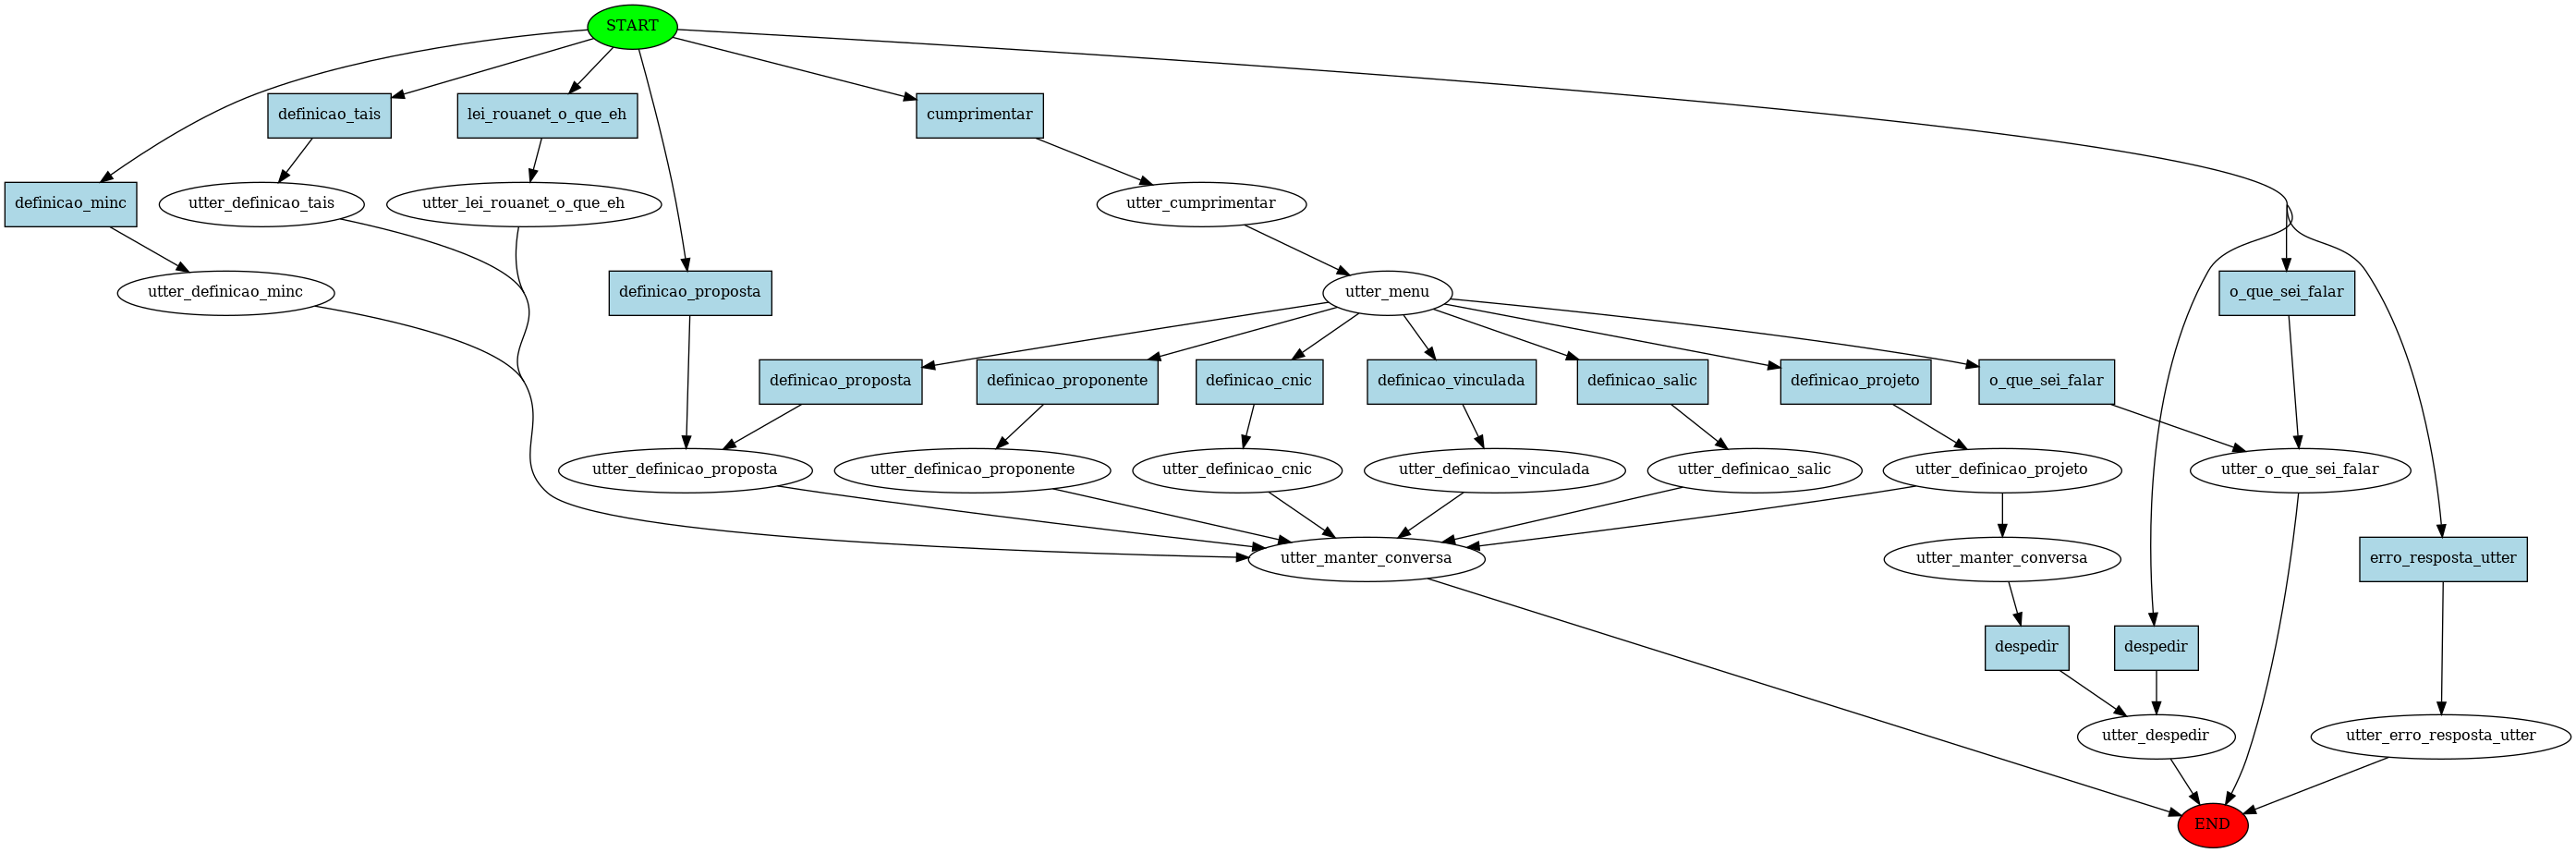 START
definicao_tais
lei_rouanet_o_que_eh
cumprimentar
definicao_minc
utter_definicao_tais
utter_lei_rouanet_o_que_eh
utter_cumprimentar
utter_definicao_minc
definicao_proposta
utter_menu
o_que_sei_falar
definicao_proposta
definicao_proponente
definicao_cnic
definicao_vinculada
definicao_salic
definicao_projeto
o_que_sei_falar
utter_definicao_proposta
utter_definicao_proponente
utter_definicao_cnic
utter_definicao_vinculada
utter_definicao_salic
utter_definicao_projeto
utter_o_que_sei_falar
utter_manter_conversa
utter_manter_conversa
erro_resposta_utter
despedir
despedir
utter_despedir
utter_erro_resposta_utter
END